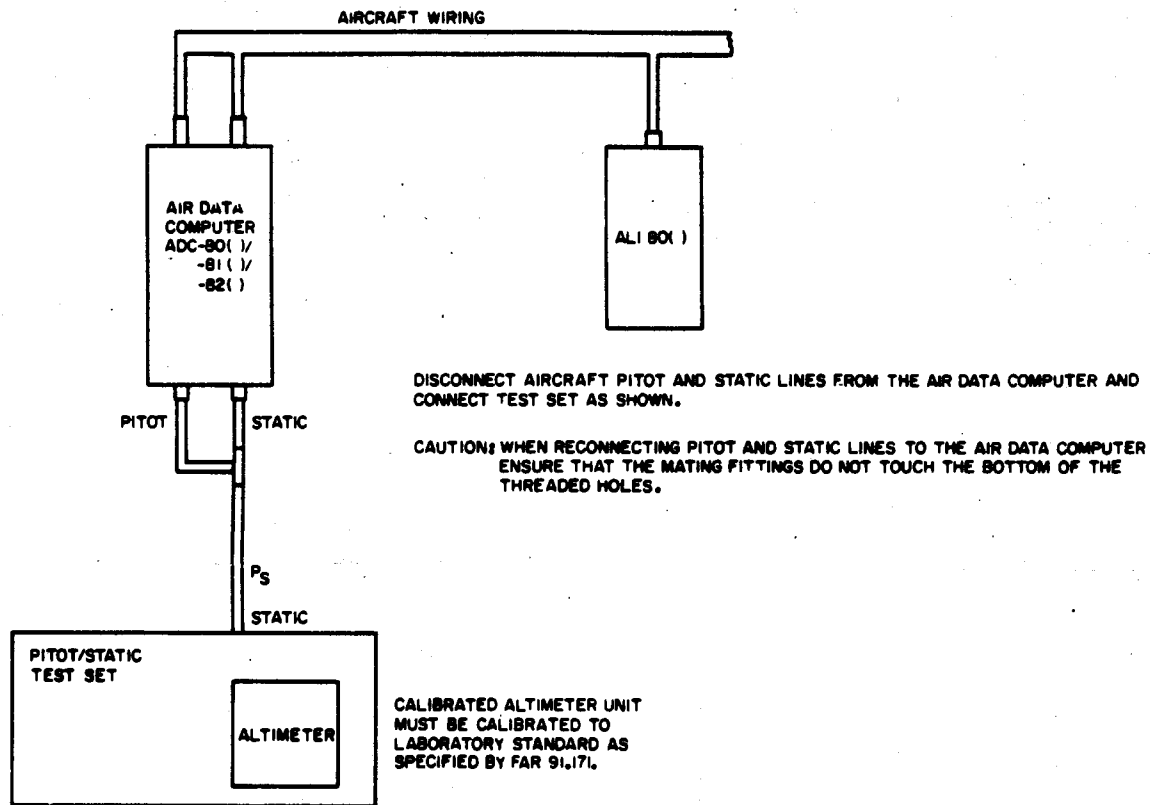 AIRCRAFT WIRING
AIR DATA
COMPUTER
ADC-80( )/
-81( )/
-82( )
ALI 80( )
DISCONNECT AIRCRAFT PITOT AND STATIC LINES FROM THE AIR DATA COMPUTER AND
CONNECT TEST SET AS SHOWN.
PITOT
STATIC
CAUTION: WHEN RECONNECTING PITOT AND STATIC LINES TO THE AIR DATA COMPUTER
ENSURE THAT THE MATING FITTINGS DO NOT TOUCH THE BOTTOM OF THE
THREADED HOLES.
PS
STATIC
PITOT/STATIC
TEST SET
ALTIMETER
CALIBRATED ALTIMETER UNIT
MUST BE CALIBRATED TO
LABORATORY STANDARD AS
SPECIFIED BY FAR 91.171.